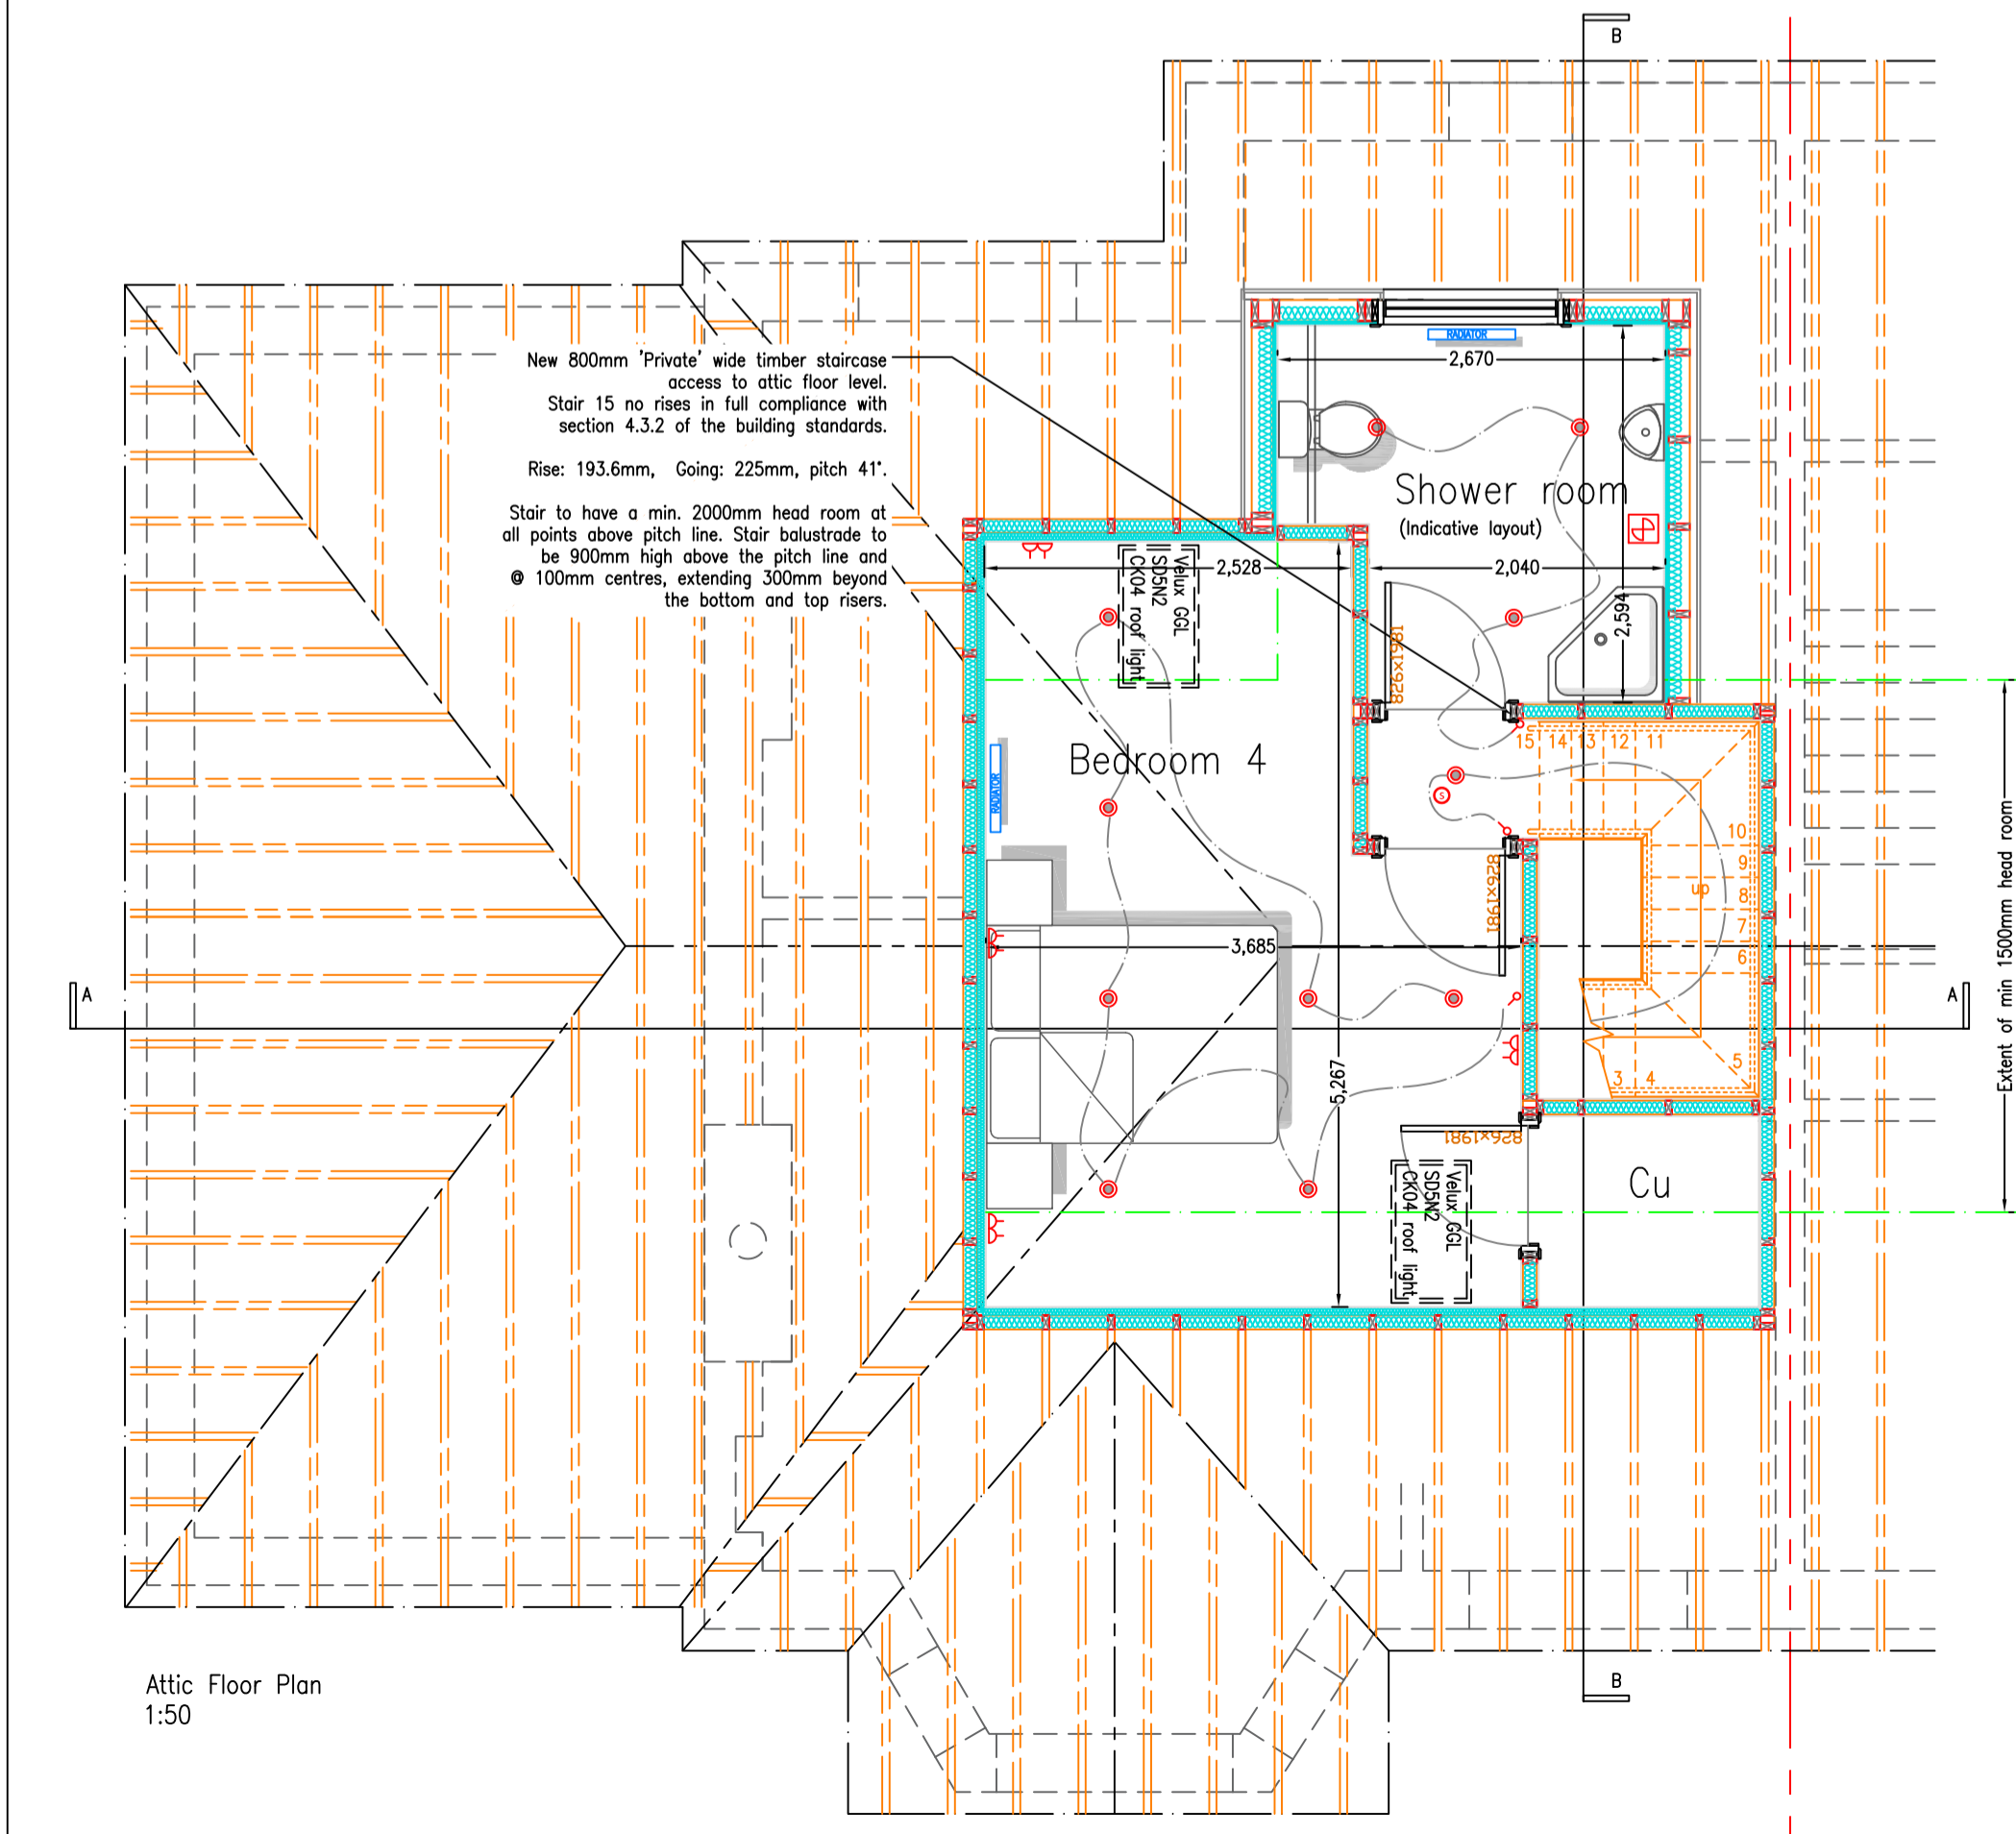 B
New 800mm 'Private' wide timber staircase
access to attic floor level.
Stair 15 no rises in full compliance with
section 4.3.2 of the building standards.
Rise: 193.6mm, Going: 225mm, pitch 41°.
Stair to have a min. 2000mm head room at
all points above pitch line. Stair balustrade to
be 900mm high above the pitch line and
@ 100mm centres, extending 300mm beyond
the bottom and top risers.
RADIATOR
2,670
Shower room
(Indicative layout)
2,528
2,040
2,594
Velux GGL
SD5N2
CK04 roof light
826x1981
Bedroom 4
RADIATOR
15 14 13 12 11
10
9
8
up
7
6
5
3 4
826x1981
3,685
5,267
826x1981
Velux GGL
SD5N2
CK04 roof light
Cu
A
A
S
Extent of min 1500mm head room
B
Attic Floor Plan
1:50